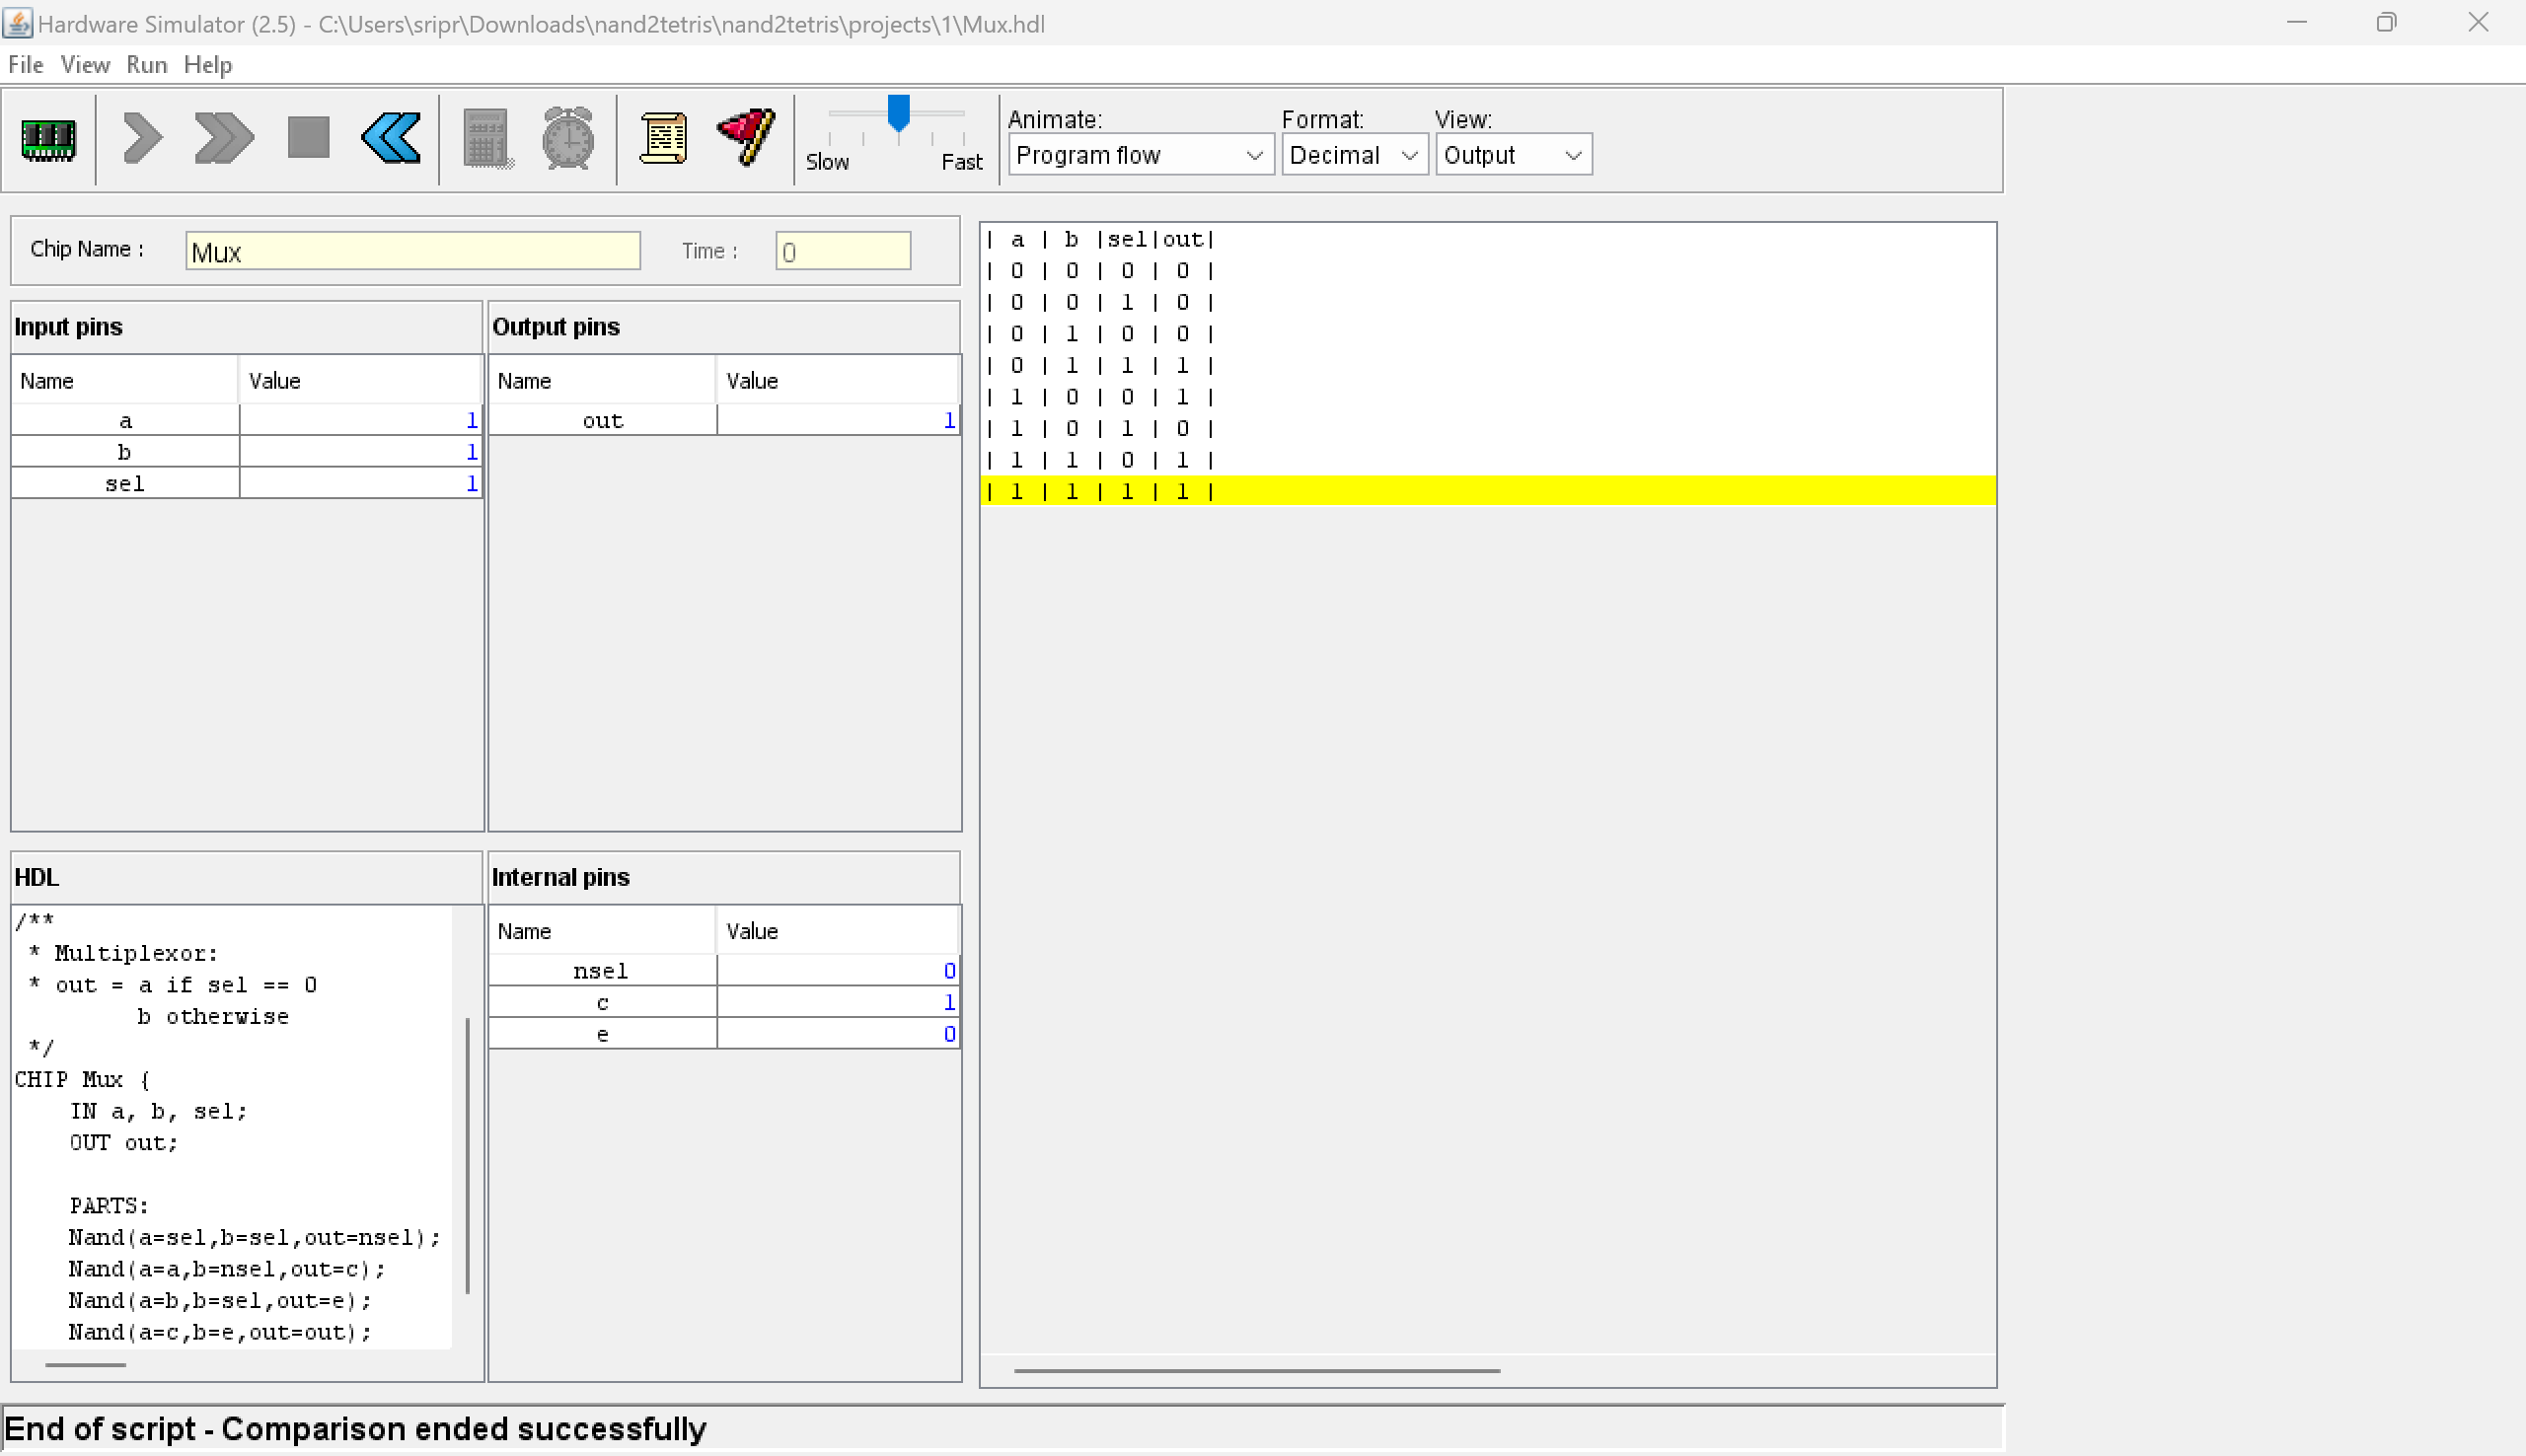 Hardware Simulator (2.5) - C:\Users\sripr\Downloads\nand2tetris\nand2tetris\projects\1\Mux.hdl
File View Run Help
Animate: Format: View:
Slow Fast Program flow Decimal Output
Chip Name : Mux Time : 0
Input pins Output pins
Name Value Name Value
a 1 out 1
b 1
sel 1
| a | b |sel|out|
| 0 | 0 | 0 | 0 |
| 0 | 0 | 1 | 0 |
| 0 | 1 | 0 | 0 |
| 0 | 1 | 1 | 1 |
| 1 | 0 | 0 | 1 |
| 1 | 0 | 1 | 0 |
| 1 | 1 | 0 | 1 |
| 1 | 1 | 1 | 1 |
HDL
/**
 * Multiplexor:
 * out = a if sel == 0
         b otherwise
 */
CHIP Mux {
    IN a, b, sel;
    OUT out;
    PARTS:
    Nand(a=sel,b=sel,out=nsel);
    Nand(a=a,b=nsel,out=c);
    Nand(a=b,b=sel,out=e);
    Nand(a=c,b=e,out=out);
Internal pins
Name Value
nsel 0
c 1
e 0
End of script - Comparison ended successfully